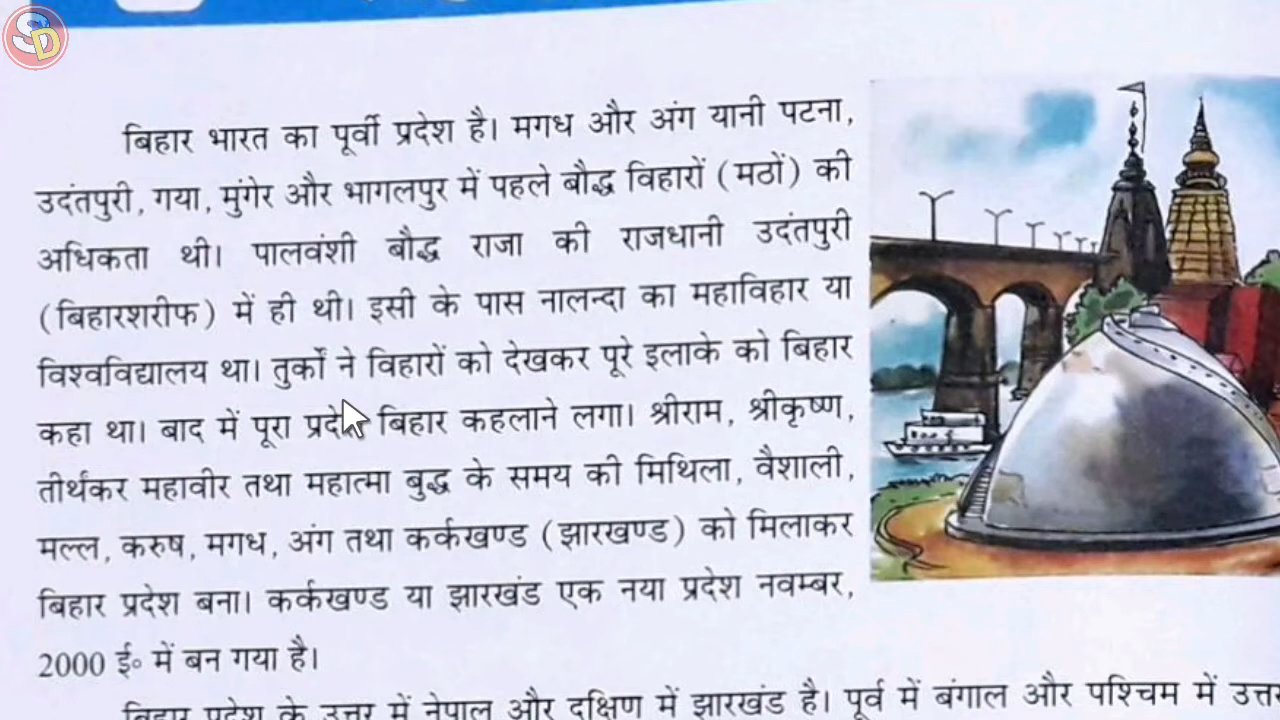 SD
बिहार भारत का पूर्वी प्रदेश है। मगध और अंग यानी पटना,
उदंतपुरी, गया, मुंगेर और भागलपुर में पहले बौद्ध विहारों (मठों) की
अधिकता थी। पालवंशी बौद्ध राजा की राजधानी उदंतपुरी
(बिहारशरीफ) में ही थी। इसी के पास नालन्दा का महाविहार या
विश्वविद्यालय था। तुर्कों ने विहारों को देखकर पूरे इलाके को बिहार
कहा था। बाद में पूरा प्रदेश बिहार कहलाने लगा। श्रीराम, श्रीकृष्ण,
तीर्थंकर महावीर तथा महात्मा बुद्ध के समय की मिथिला, वैशाली,
मल्ल, करुष, मगध, अंग तथा कर्कखण्ड (झारखण्ड) को मिलाकर
बिहार प्रदेश बना। कर्कखण्ड या झारखंड एक नया प्रदेश नवम्बर,
2000 ई॰ में बन गया है।
बिहार प्रदेश के उत्तर में नेपाल और दक्षिण में झारखंड है। पूर्व में बंगाल और पश्चिम में उत्तर